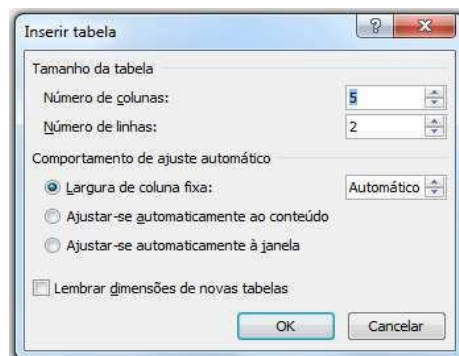 Inserir tabela
Tamanho da tabela
Número de colunas: 5
Número de linhas: 2
Comportamento de ajuste automático
Largura de coluna fixa: Automático
Ajustar-se automaticamente ao conteúdo
Ajustar-se automaticamente à janela
Lembrar dimensões de novas tabelas
OK Cancelar